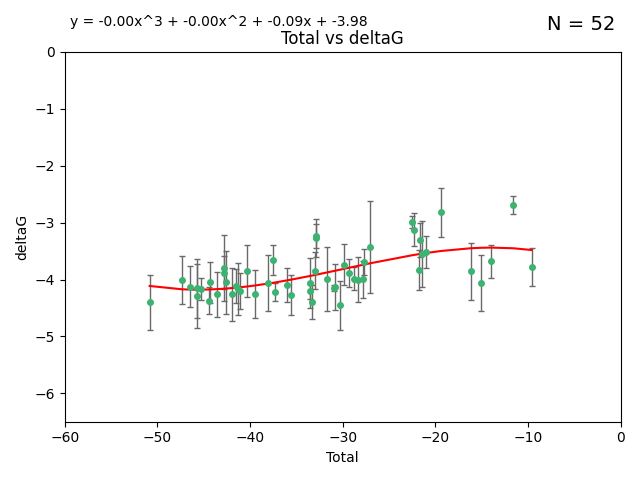 y = -0.00x^3 + -0.00x^2 + -0.09x + -3.98
N = 52
Total vs deltaG
0
−1
−2
−3
−4
−5
−6
deltaG
−60
−50
−40
−30
−20
−10
0
Total